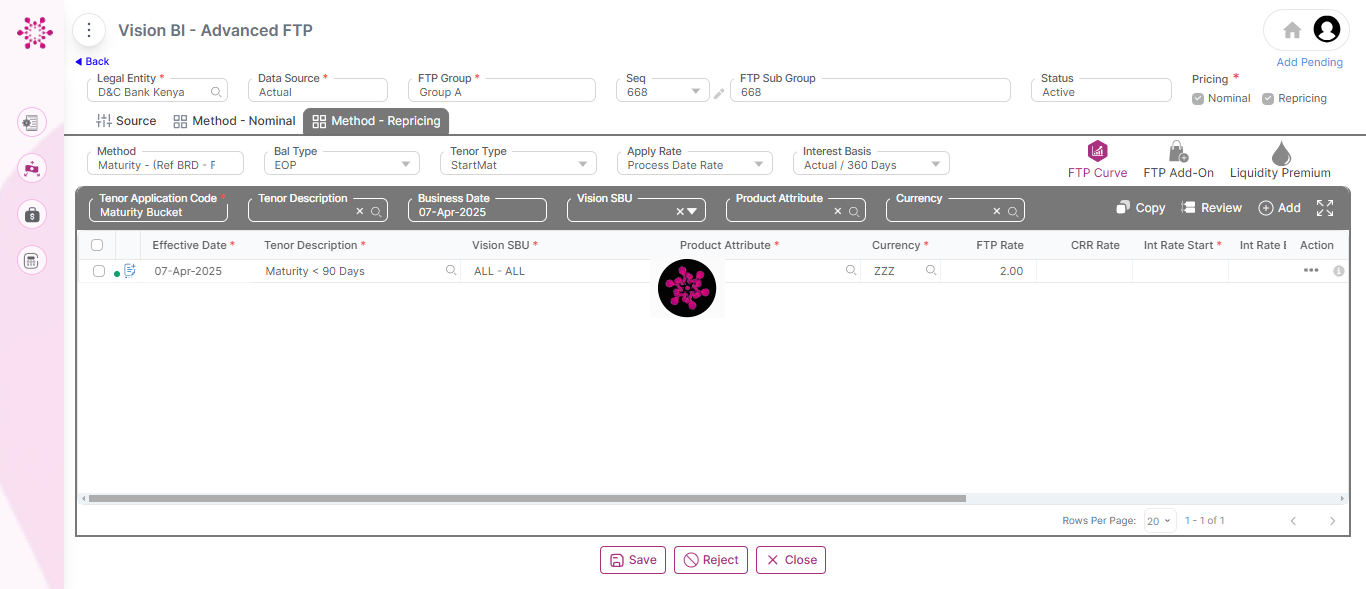 Vision BI - Advanced FTP
Back
Add Pending
Legal Entity *
D&C Bank Kenya
Data Source *
Actual
FTP Group *
Group A
Seq
668
FTP Sub Group
668
Status
Active
Pricing *
Nominal
Repricing
Source
Method - Nominal
Method - Repricing
Method
Maturity - (Ref BRD - F
Bal Type
EOP
Tenor Type
StartMat
Apply Rate
Process Date Rate
Interest Basis
Actual / 360 Days
FTP Curve
FTP Add-On
Liquidity Premium
Tenor Application Code *
Maturity Bucket
Tenor Description
Business Date
07-Apr-2025
Vision SBU
Product Attribute
Currency
Copy
Review
Add
Effective Date * Tenor Description * Vision SBU * Product Attribute * Currency * FTP Rate CRR Rate Int Rate Start * Int Rate E Action
07-Apr-2025 Maturity < 90 Days ALL - ALL ZZZ 2.00
Rows Per Page: 20 1 - 1 of 1
Save
Reject
Close